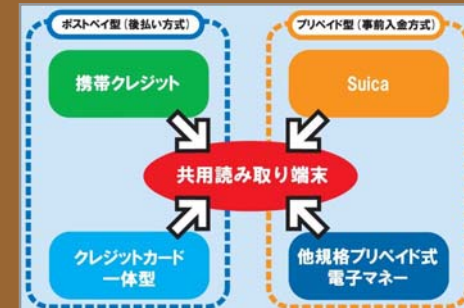 ポストペイ型（後払い方式）
プリペイド型（事前入金方式）
携帯クレジット
Suica
共用読み取り端末
クレジットカード
一体型
他規格プリペイド式
電子マネー